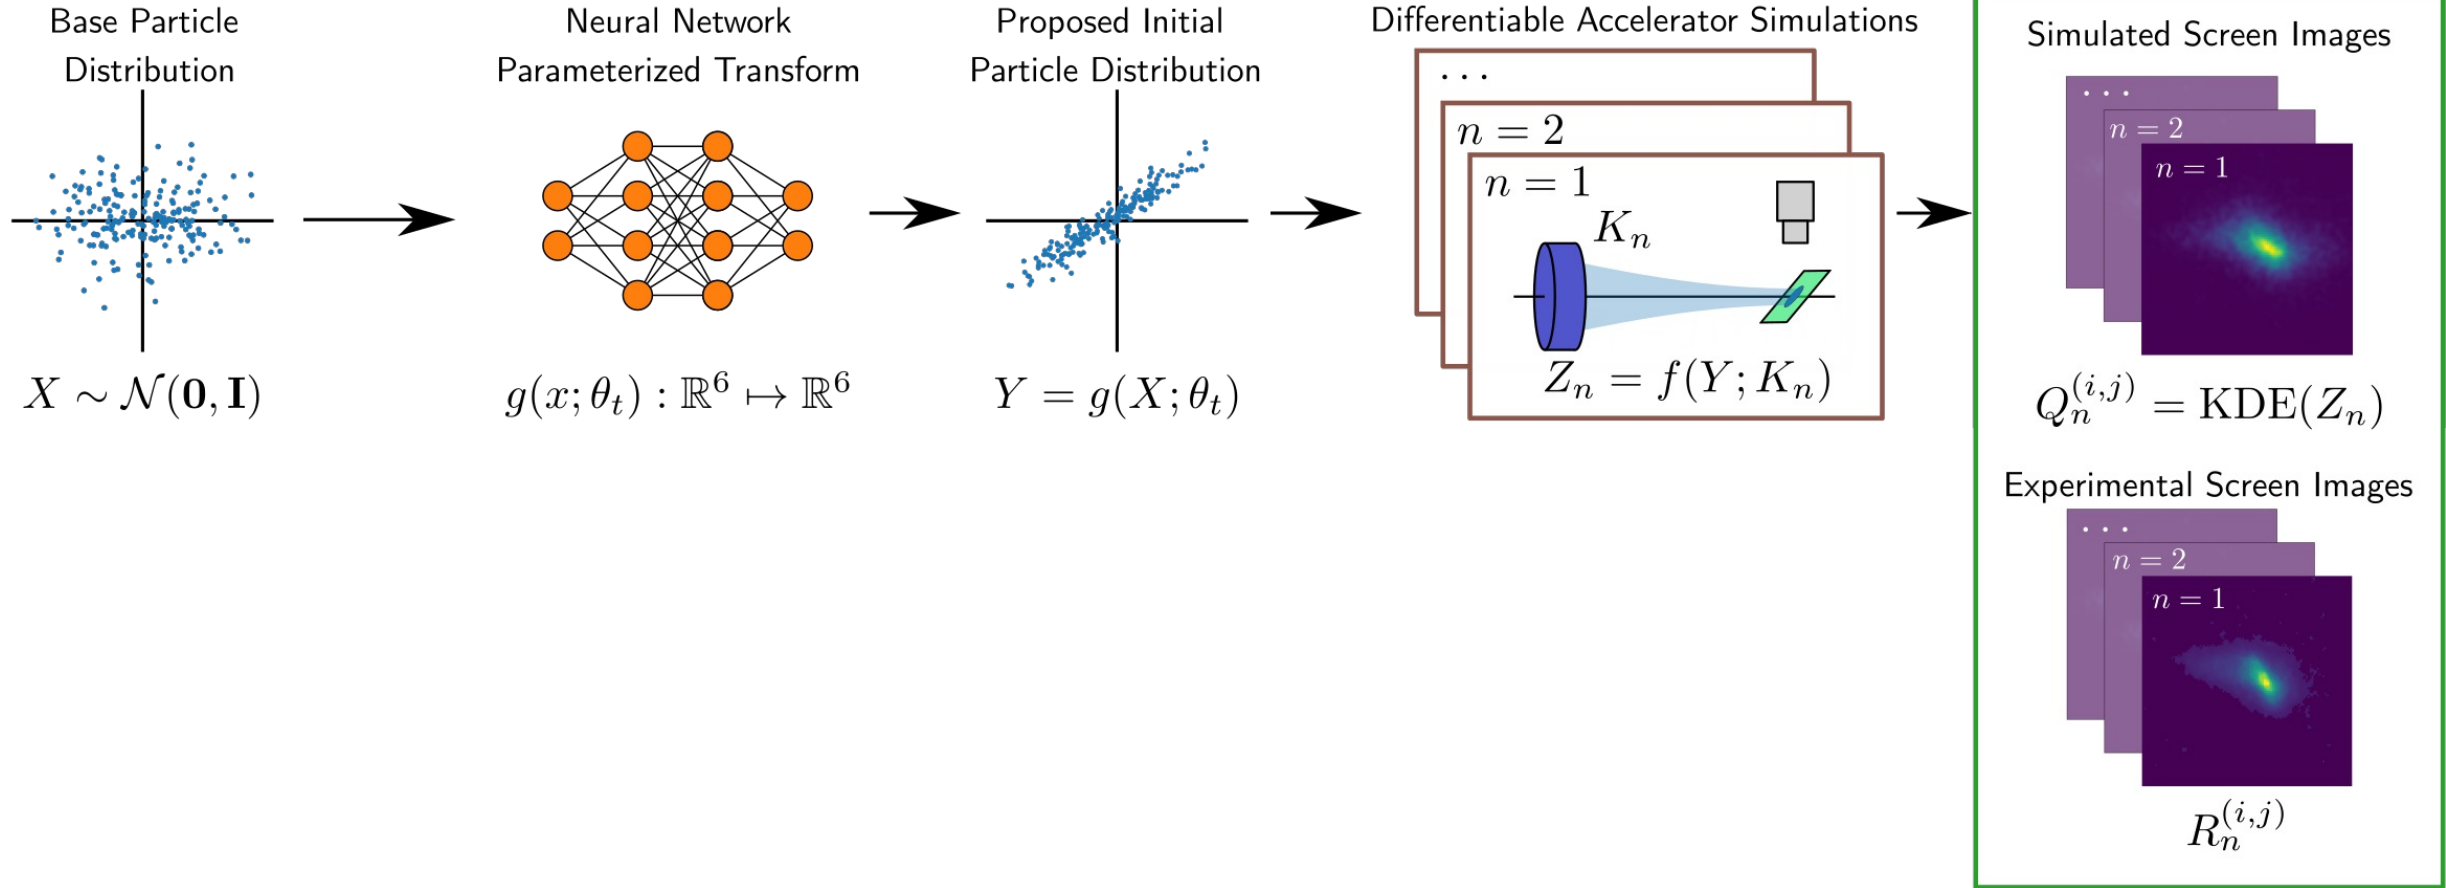 Base Particle
Distribution
X ∼ 𝒩(𝟎, 𝐈)
Neural Network
Parameterized Transform
g(x; θ_t) : ℝ^6 ↦ ℝ^6
Proposed Initial
Particle Distribution
Y = g(X; θ_t)
Differentiable Accelerator Simulations
. . .
n = 2
n = 1
K_n
Z_n = f(Y; K_n)
Simulated Screen Images
. . .
n = 2
n = 1
Q_n^{(i,j)} = KDE(Z_n)
Experimental Screen Images
. . .
n = 2
n = 1
R_n^{(i,j)}